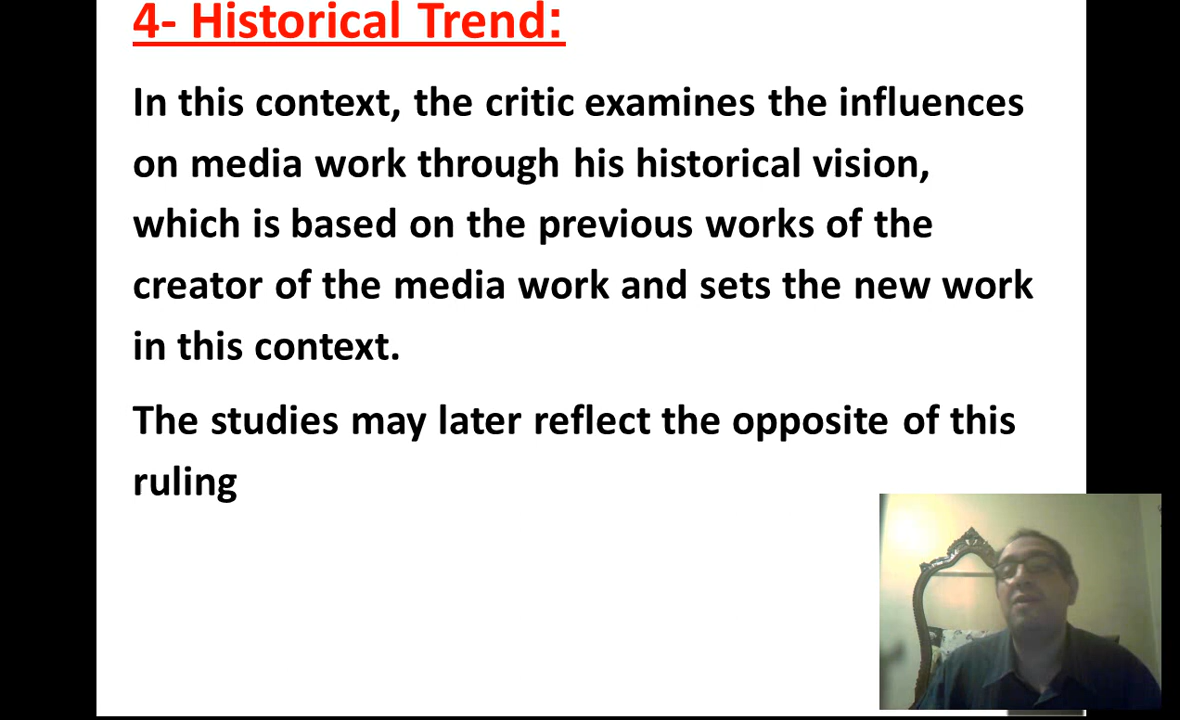 4- Historical Trend:
In this context, the critic examines the influences
on media work through his historical vision,
which is based on the previous works of the
creator of the media work and sets the new work
in this context.
The studies may later reflect the opposite of this
ruling